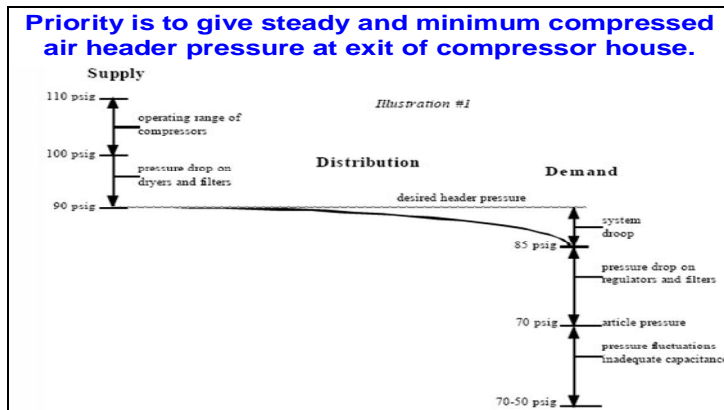 Priority is to give steady and minimum compressed
air header pressure at exit of compressor house.
Supply
110 psig
operating range of
compressors
100 psig
pressure drop on
dryers and filters
90 psig
Illustration #1
Distribution
desired header pressure
Demand
system
droop
85 psig
pressure drop on
regulators and filters
70 psig
article pressure
pressure fluctuations
inadequate capacitance
70-50 psig